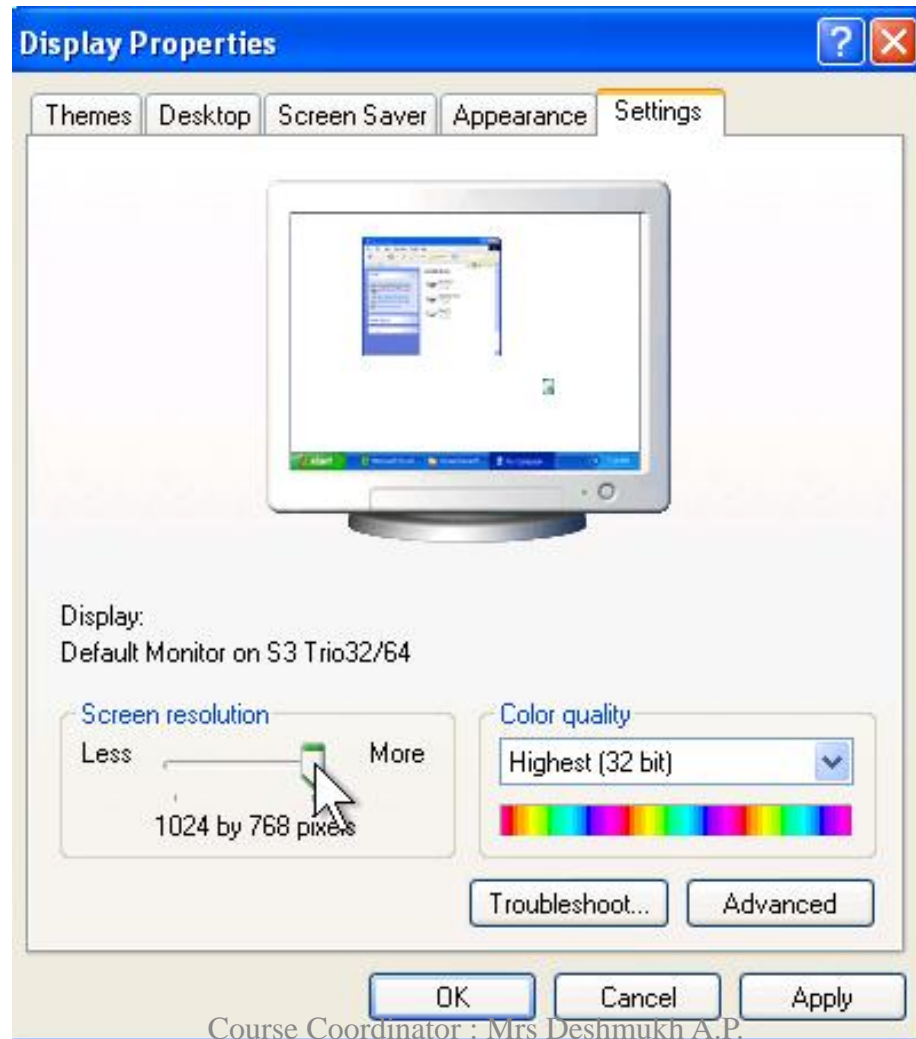 Display Properties
Themes Desktop Screen Saver Appearance Settings
start
Display:
Default Monitor on S3 Trio32/64
Screen resolution
Less More
1024 by 768 pixels
Color quality
Highest (32 bit)
Troubleshoot... Advanced
OK Cancel Apply
Course Coordinator : Mrs Deshmukh A.P.